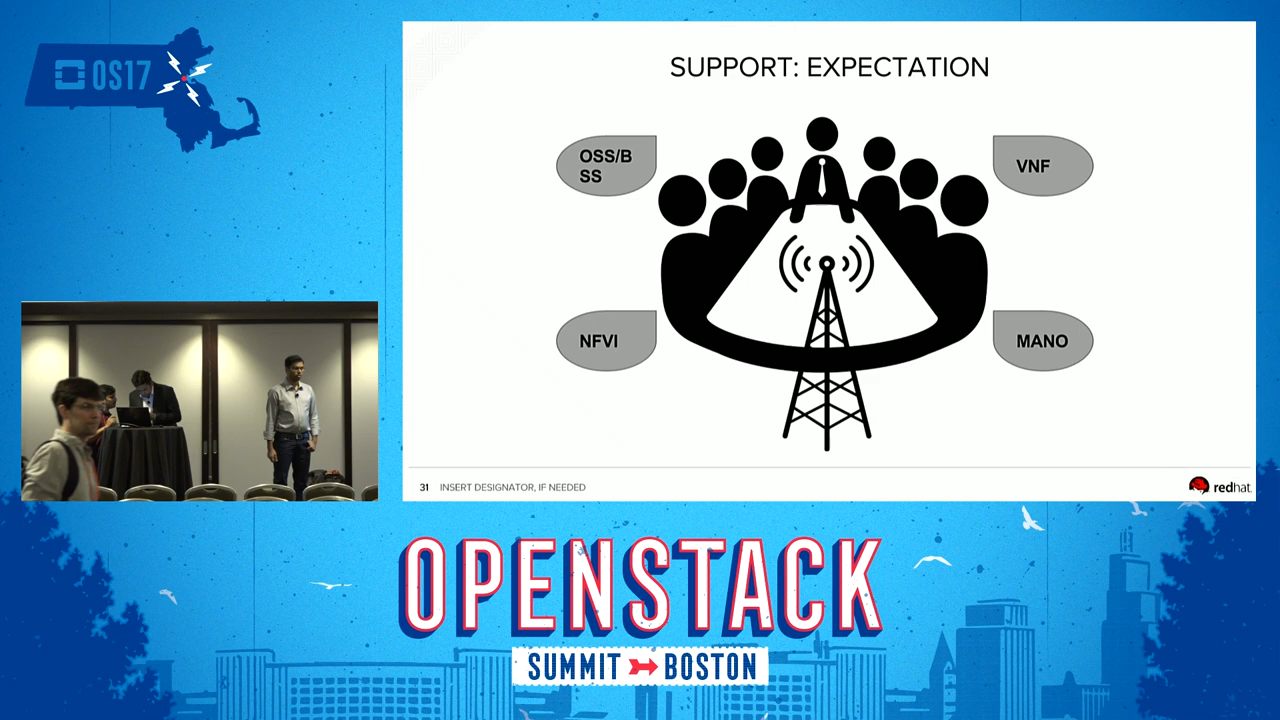 OS17
SUPPORT: EXPECTATION
OSS/B
SS
VNF
NFVI
MANO
31 INSERT DESIGNATOR, IF NEEDED
redhat.
OPENSTACK
SUMMIT BOSTON